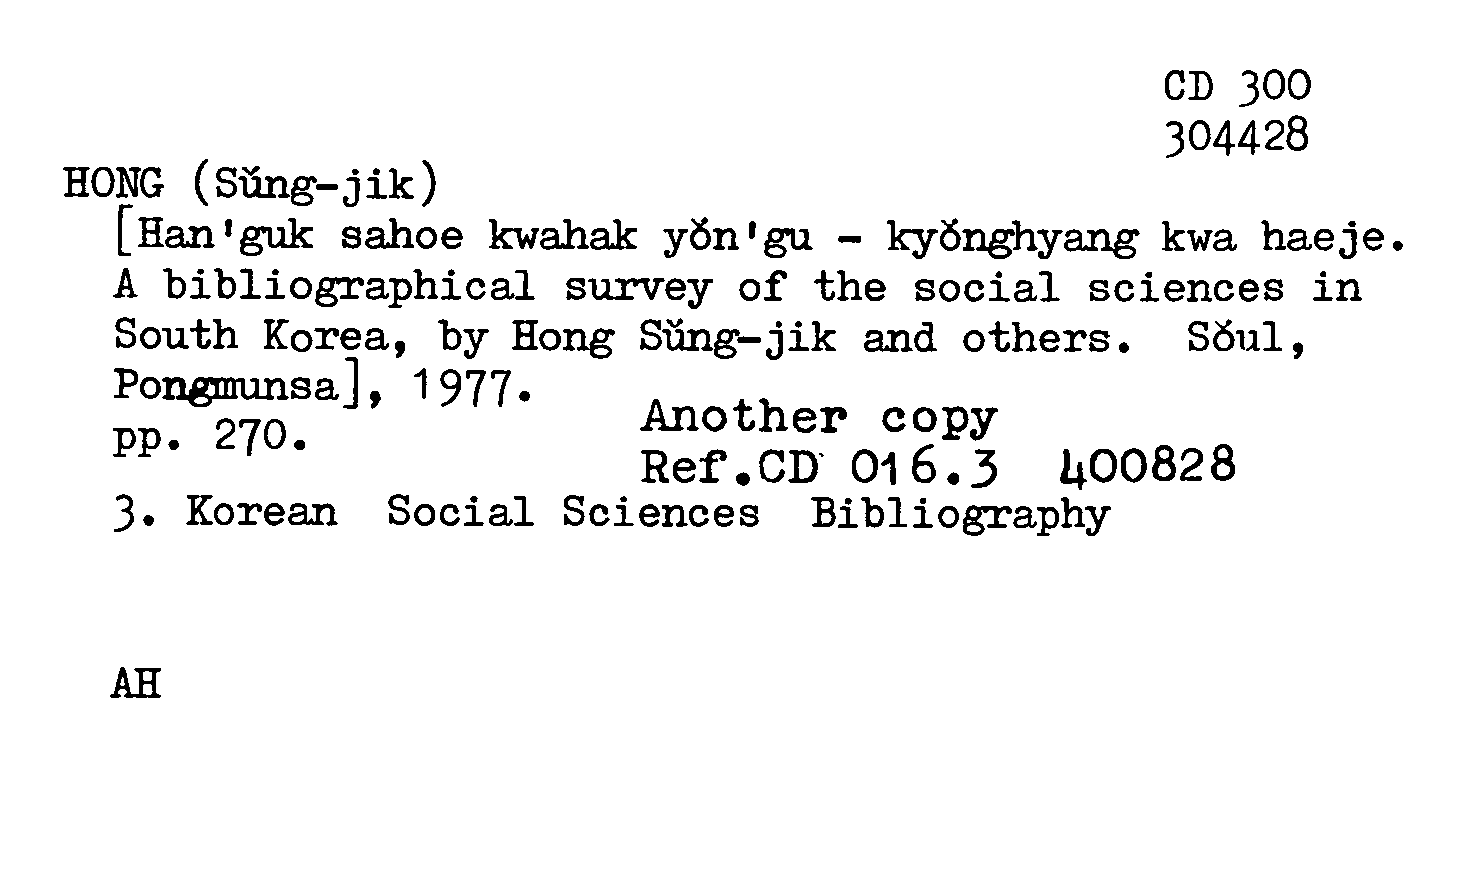 CD 300
304428
HONG (Sŭng-jik)
[Han'guk sahoe kwahak yŏn'gu - kyŏnghyang kwa haeje.
A bibliographical survey of the social sciences in
South Korea, by Hong Sŭng-jik and others. Sŏul,
Pongmunsa], 1977.
pp. 270.
Another copy
Ref.CD 016.3 400828
3. Korean Social Sciences Bibliography
AH